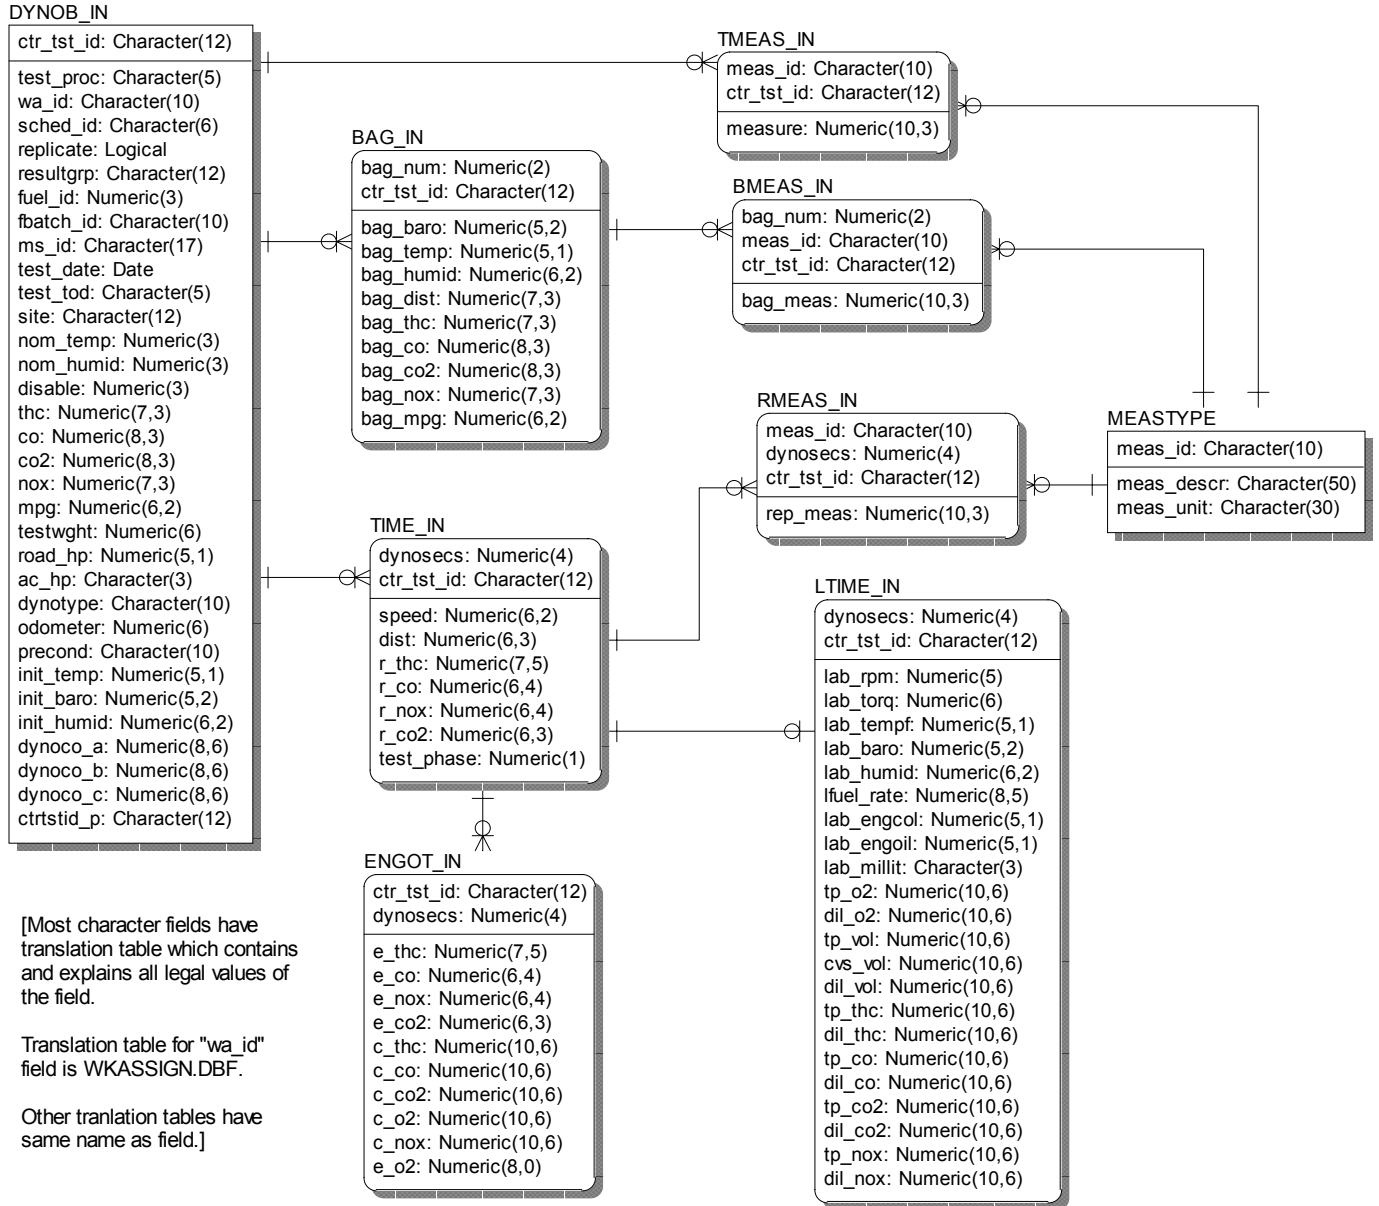 DYNOB_IN
ctr_tst_id: Character(12)
test_proc: Character(5)
wa_id: Character(10)
sched_id: Character(6)
replicate: Logical
resultgrp: Character(12)
fuel_id: Numeric(3)
fbatch_id: Character(10)
ms_id: Character(17)
test_date: Date
test_tod: Character(5)
site: Character(12)
nom_temp: Numeric(3)
nom_humid: Numeric(3)
disable: Numeric(3)
thc: Numeric(7,3)
co: Numeric(8,3)
co2: Numeric(8,3)
nox: Numeric(7,3)
mpg: Numeric(6,2)
testwght: Numeric(6)
road_hp: Numeric(5,1)
ac_hp: Character(3)
dynotype: Character(10)
odometer: Numeric(6)
precond: Character(10)
init_temp: Numeric(5,1)
init_baro: Numeric(5,2)
init_humid: Numeric(6,2)
dynoco_a: Numeric(8,6)
dynoco_b: Numeric(8,6)
dynoco_c: Numeric(8,6)
ctrtstid_p: Character(12)
[Most character fields have
translation table which contains
and explains all legal values of
the field.
Translation table for "wa_id"
field is WKASSIGN.DBF.
Other tranlation tables have
same name as field.]
BAG_IN
bag_num: Numeric(2)
ctr_tst_id: Character(12)
bag_baro: Numeric(5,2)
bag_temp: Numeric(5,1)
bag_humid: Numeric(6,2)
bag_dist: Numeric(7,3)
bag_thc: Numeric(7,3)
bag_co: Numeric(8,3)
bag_co2: Numeric(8,3)
bag_nox: Numeric(7,3)
bag_mpg: Numeric(6,2)
TIME_IN
dynosecs: Numeric(4)
ctr_tst_id: Character(12)
speed: Numeric(6,2)
dist: Numeric(6,3)
r_thc: Numeric(7,5)
r_co: Numeric(6,4)
r_nox: Numeric(6,4)
r_co2: Numeric(6,3)
test_phase: Numeric(1)
ENGOT_IN
ctr_tst_id: Character(12)
dynosecs: Numeric(4)
e_thc: Numeric(7,5)
e_co: Numeric(6,4)
e_nox: Numeric(6,4)
e_co2: Numeric(6,3)
c_thc: Numeric(10,6)
c_co: Numeric(10,6)
c_co2: Numeric(10,6)
c_o2: Numeric(10,6)
c_nox: Numeric(10,6)
e_o2: Numeric(8,0)
TMEAS_IN
meas_id: Character(10)
ctr_tst_id: Character(12)
measure: Numeric(10,3)
BMEAS_IN
bag_num: Numeric(2)
meas_id: Character(10)
ctr_tst_id: Character(12)
bag_meas: Numeric(10,3)
RMEAS_IN
meas_id: Character(10)
dynosecs: Numeric(4)
ctr_tst_id: Character(12)
rep_meas: Numeric(10,3)
MEASTYPE
meas_id: Character(10)
meas_descr: Character(50)
meas_unit: Character(30)
LTIME_IN
dynosecs: Numeric(4)
ctr_tst_id: Character(12)
lab_rpm: Numeric(5)
lab_torq: Numeric(6)
lab_tempf: Numeric(5,1)
lab_baro: Numeric(5,2)
lab_humid: Numeric(6,2)
lfuel_rate: Numeric(8,5)
lab_engcol: Numeric(5,1)
lab_engoil: Numeric(5,1)
lab_millit: Character(3)
tp_o2: Numeric(10,6)
dil_o2: Numeric(10,6)
tp_vol: Numeric(10,6)
cvs_vol: Numeric(10,6)
dil_vol: Numeric(10,6)
tp_thc: Numeric(10,6)
dil_thc: Numeric(10,6)
tp_co: Numeric(10,6)
dil_co: Numeric(10,6)
tp_co2: Numeric(10,6)
dil_co2: Numeric(10,6)
tp_nox: Numeric(10,6)
dil_nox: Numeric(10,6)